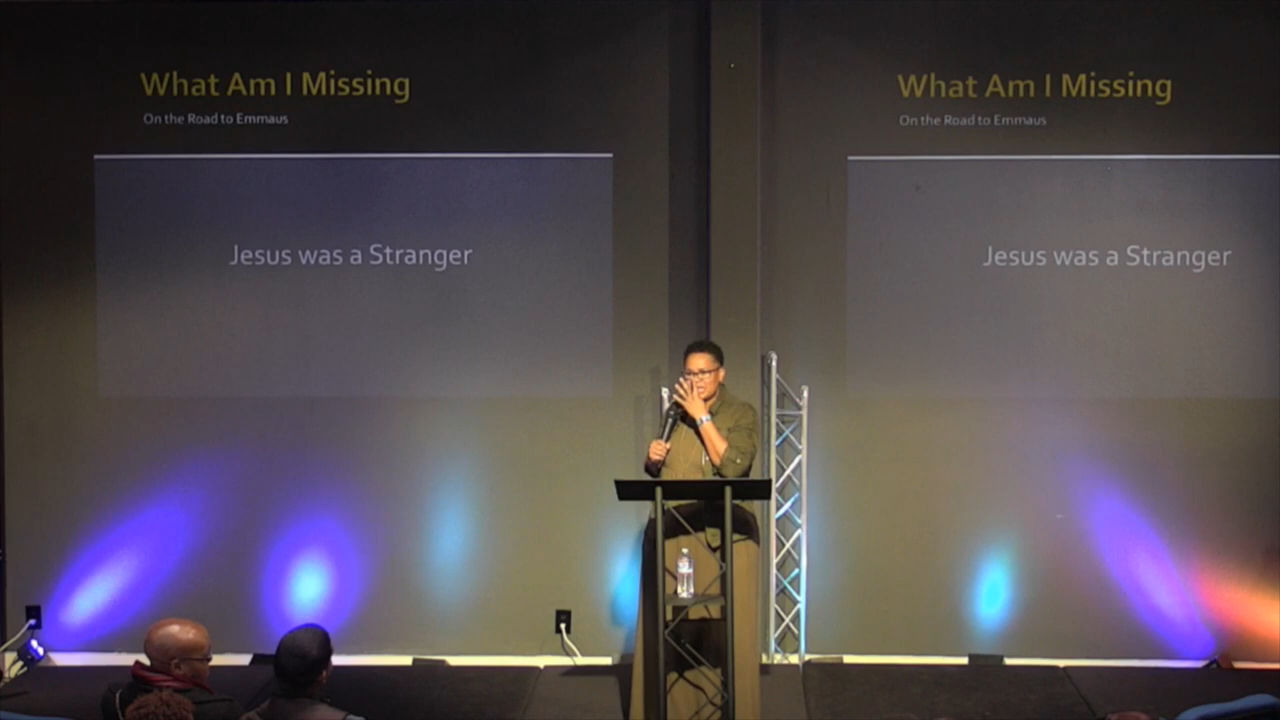 What Am I Missing
On the Road to Emmaus
Jesus was a Stranger
What Am I Missing
On the Road to Emmaus
Jesus was a Stranger